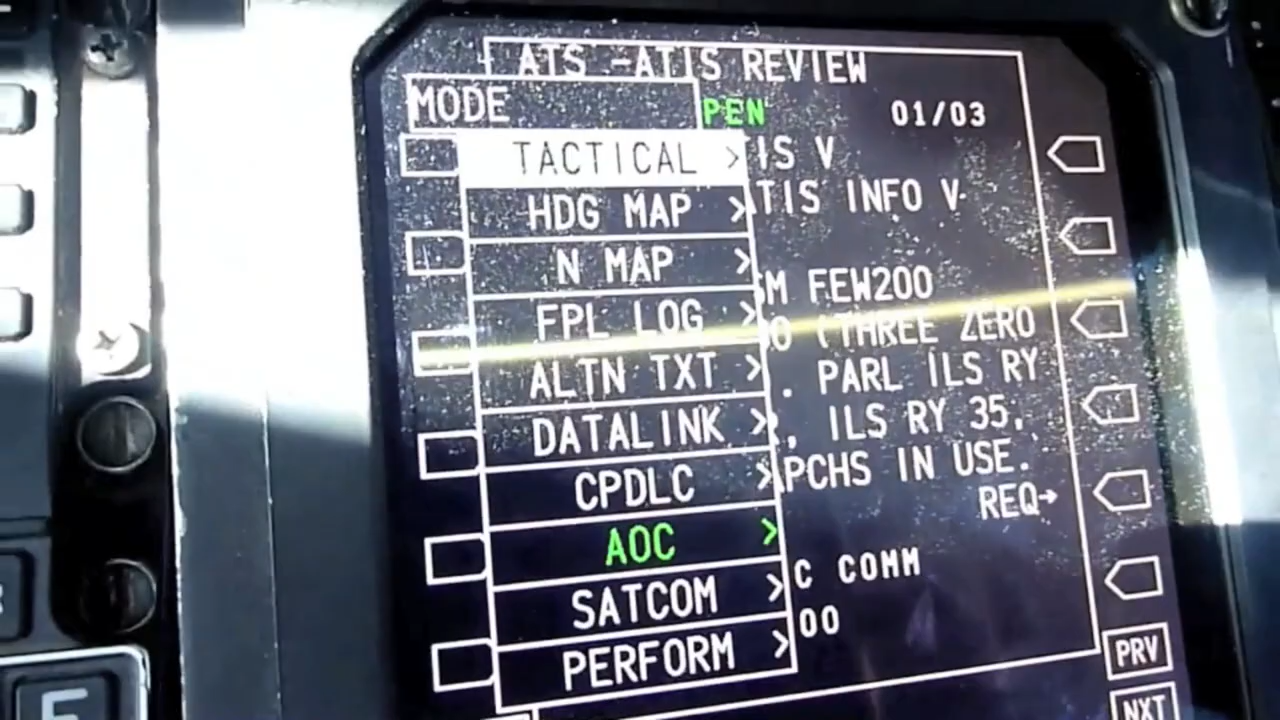 ATS -ATIS REVIEW
MODE
PEN
01/03
TACTICAL >
IS V
HDG MAP >
TIS INFO V
N MAP >
M FEW200
FPL LOG >
0 (THREE ZERO
ALTN TXT >
. PARL ILS RY
DATALINK >
, ILS RY 35,
CPDLC >
APCHS IN USE.
REQ→
AOC >
C COMM
SATCOM >
00
PERFORM >
PRV
NXT
F